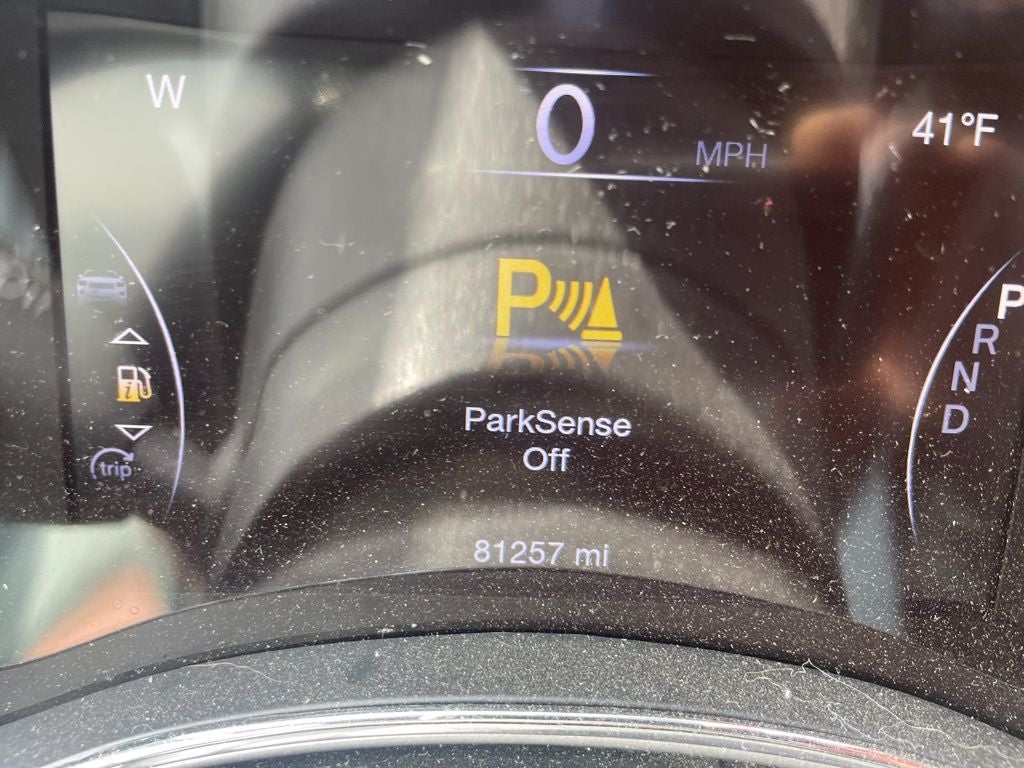 W
0
MPH
41°F
P
ParkSense
Off
P
R
N
D
i
trip
81257 mi